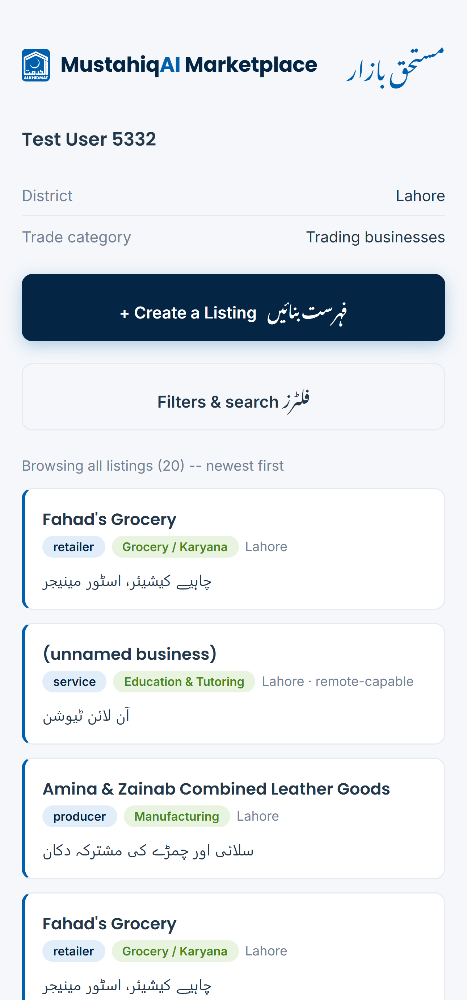 خدمت
ALKHIDMAT
MustahiqAI Marketplace مستحق بازار
Test User 5332
District Lahore
Trade category Trading businesses
+ Create a Listing فہرست بنائیں
Filters & search فلٹرز
Browsing all listings (20) -- newest first
Fahad's Grocery
retailer Grocery / Karyana Lahore
چاہیے کیشیئر، اسٹور مینیجر
(unnamed business)
service Education & Tutoring Lahore · remote-capable
آن لائن ٹیوشن
Amina & Zainab Combined Leather Goods
producer Manufacturing Lahore
سلائی اور چمڑے کی مشترکہ دکان
Fahad's Grocery
retailer Grocery / Karyana Lahore
چاہیے کیشیئر، اسٹور مینیجر